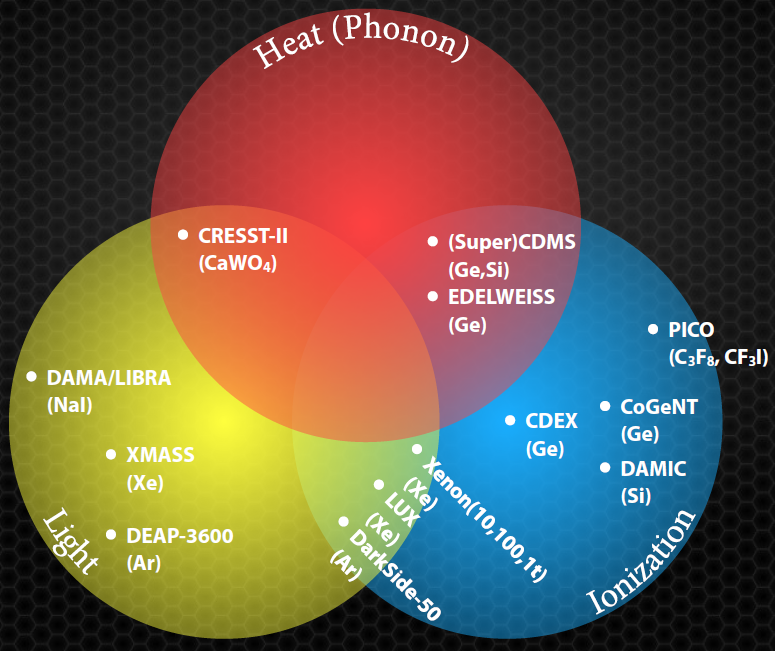 Heat (Phonon)
CRESST-II
(CaWO₄)
(Super)CDMS
(Ge,Si)
EDELWEISS
(Ge)
PICO
(C₃F₈, CF₃I)
DAMA/LIBRA
(NaI)
CoGeNT
(Ge)
CDEX
(Ge)
XMASS
(Xe)
DAMIC
(Si)
Xenon(10,100,1t)
(Xe)
LUX
(Xe)
DarkSide-50
(Ar)
DEAP-3600
(Ar)
Light
Ionization